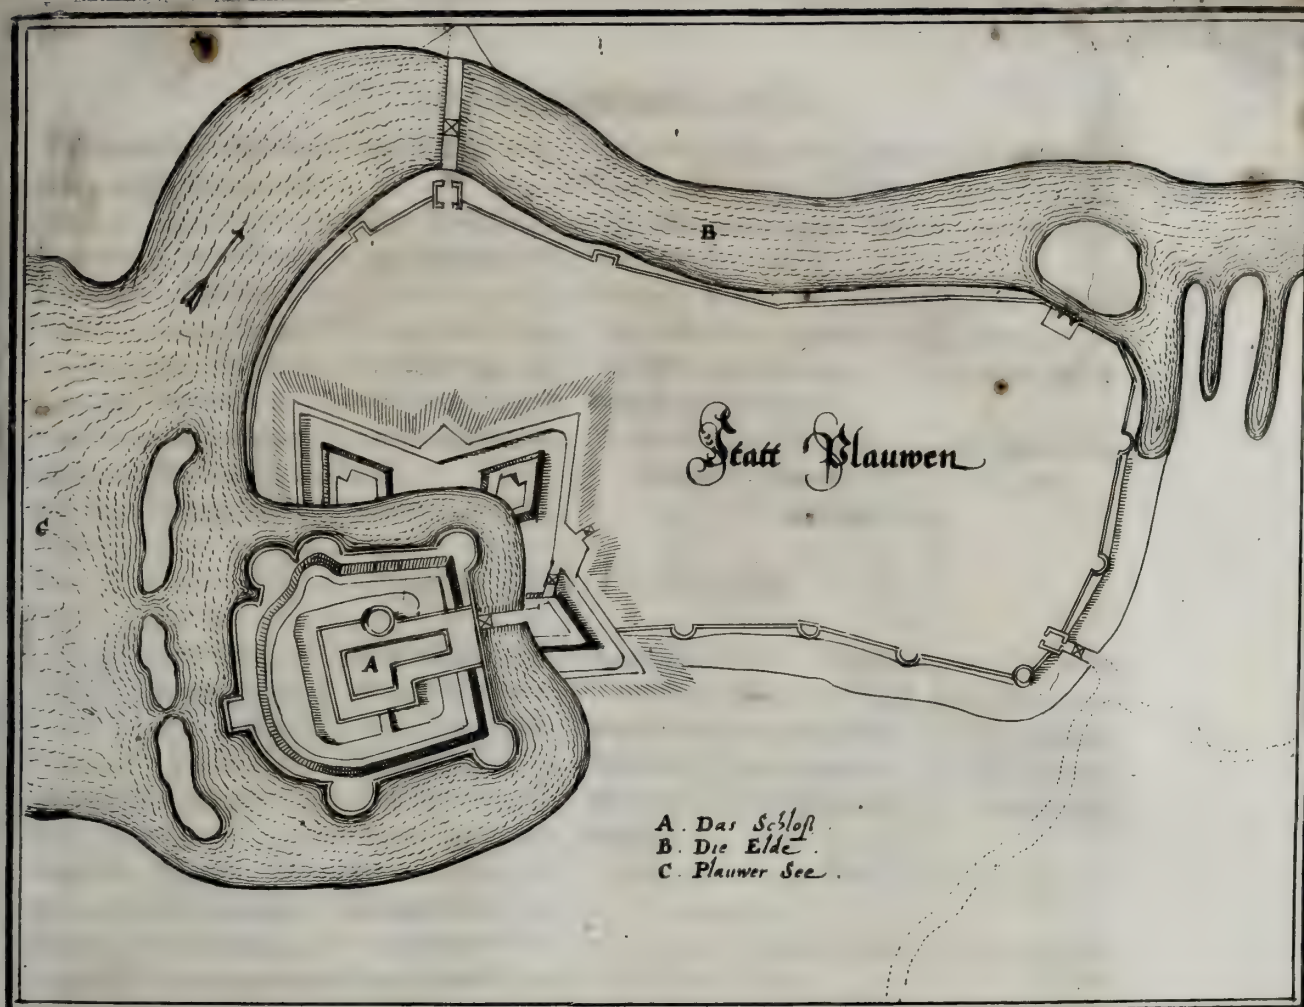 B
Statt Plauwen
C
A
A. Das Schloß.
B. Die Elde.
C. Plauwer See.